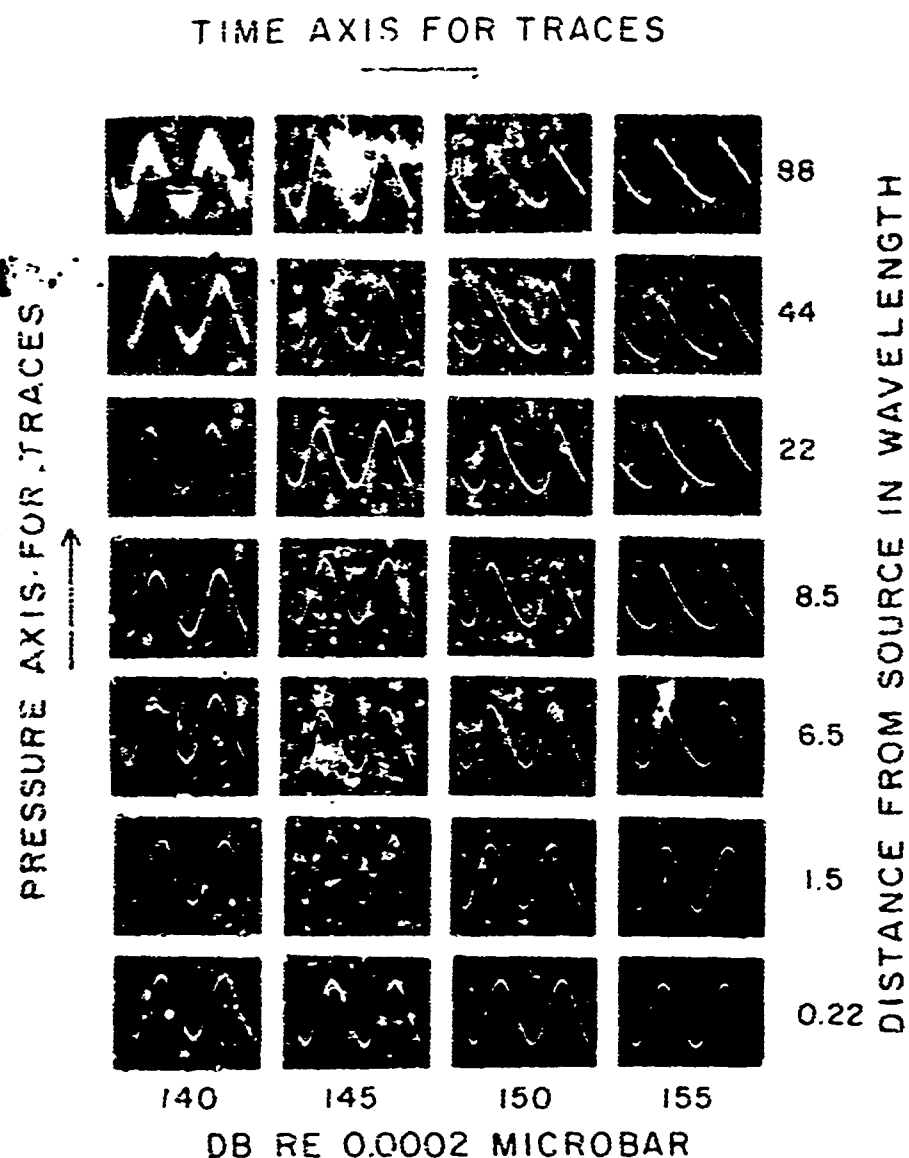 TIME AXIS FOR TRACES
PRESSURE AXIS FOR TRACES
88
44
22
8.5
6.5
1.5
0.22
DISTANCE FROM SOURCE IN WAVELENGTH
140 145 150 155
DB RE 0.0002 MICROBAR